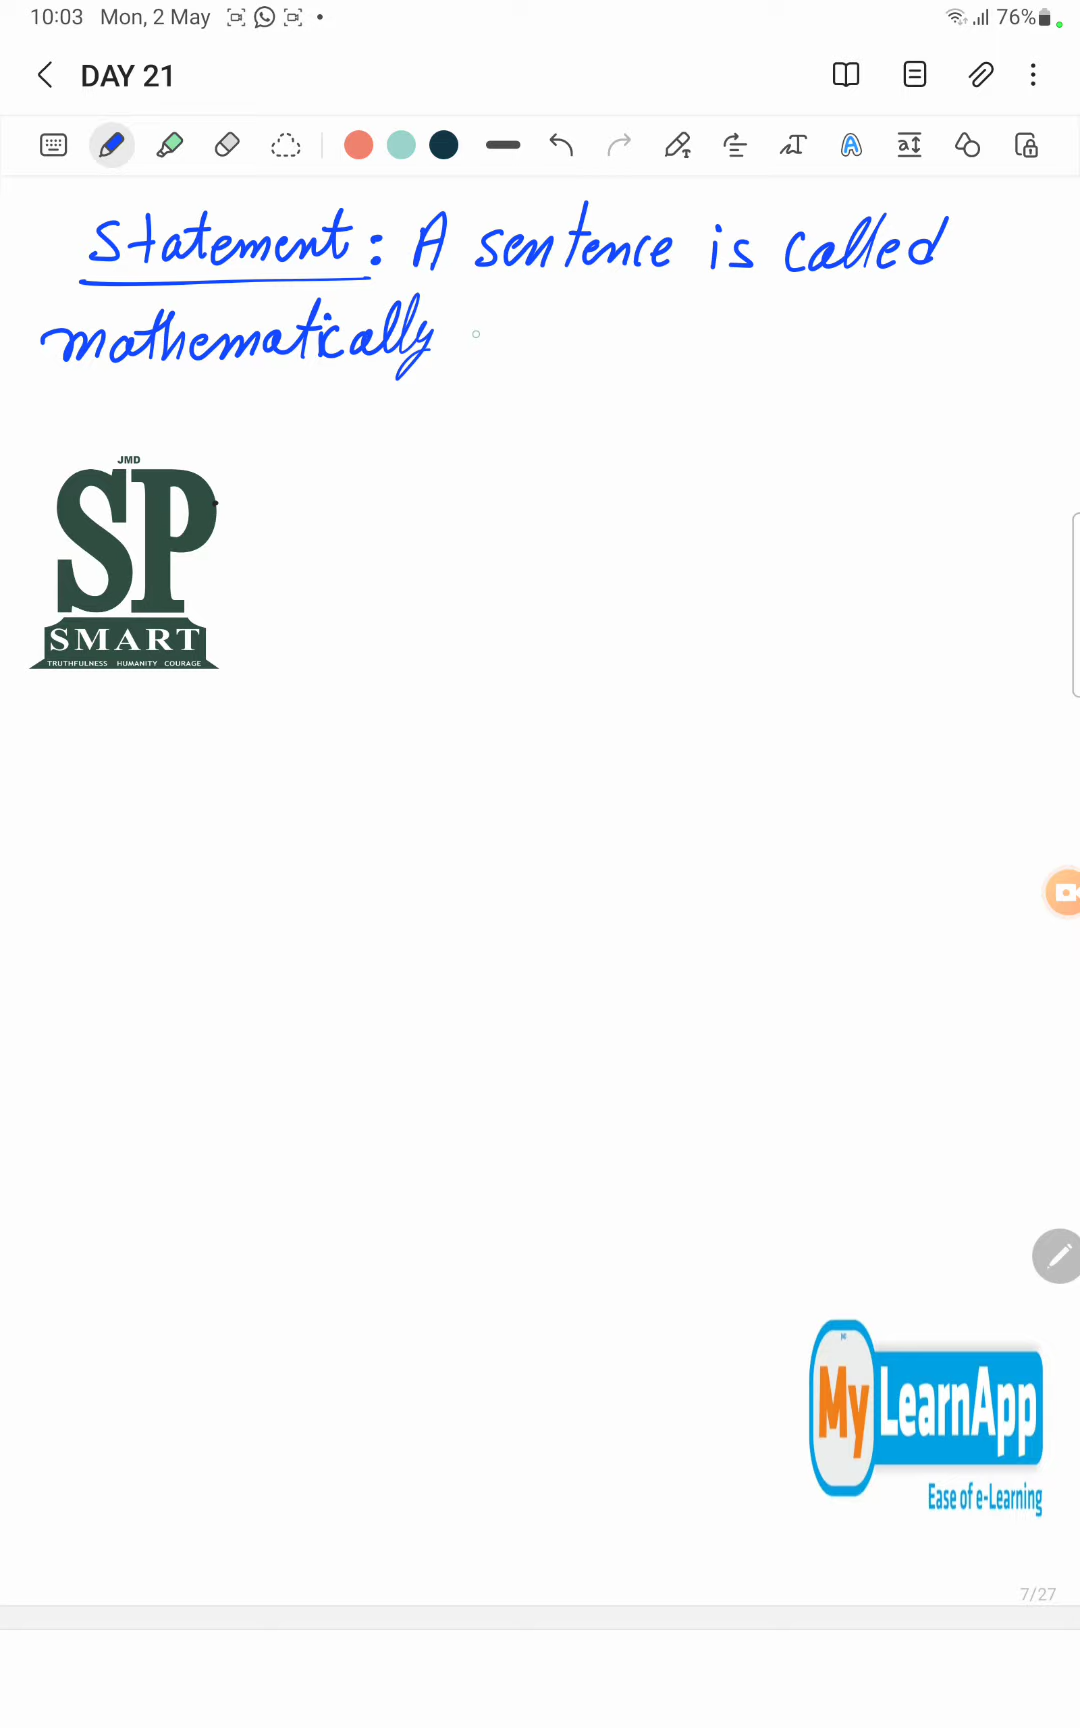 10:03 Mon, 2 May 76%
DAY 21
Statement: A sentence is called
mathematically
JMD
SP
SMART
TRUTHFULNESS HUMANITY COURAGE
My LearnApp
Ease of e-Learning
7/27